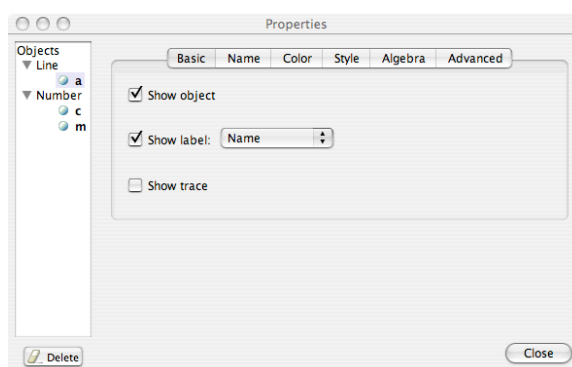 Properties
Objects
Line
a
Number
c
m
Basic Name Color Style Algebra Advanced
Show object
Show label: Name
Show trace
Delete
Close